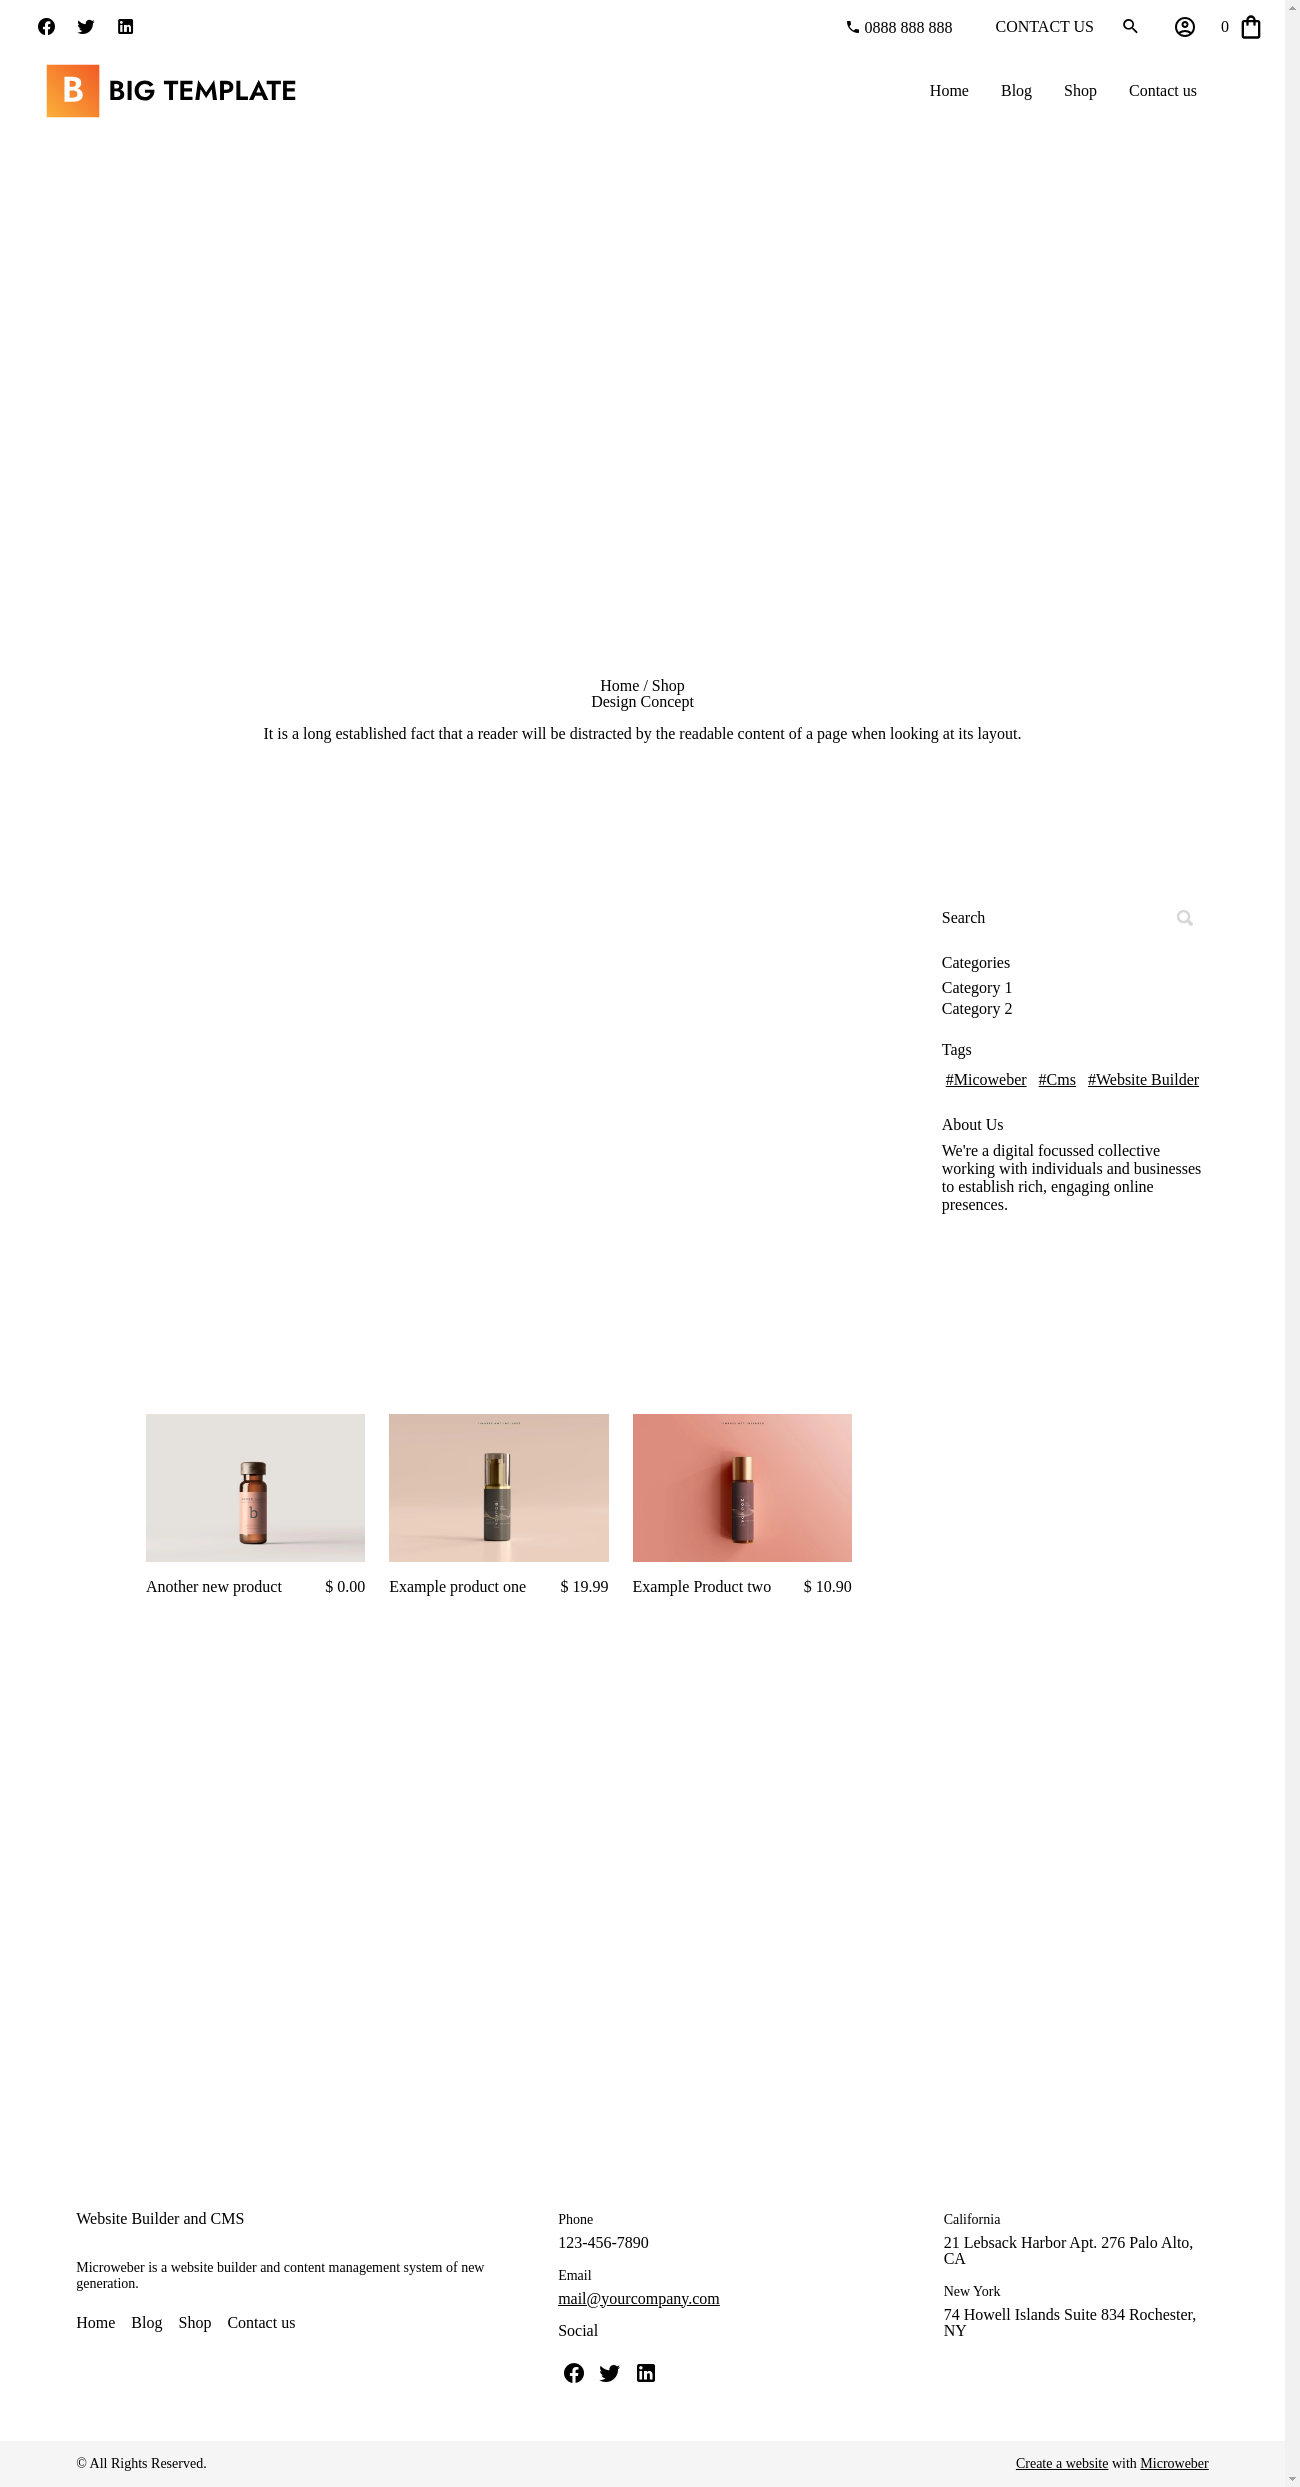 0888 888 888 CONTACT US 0
B BIG TEMPLATE
Home Blog Shop Contact us
Home / Shop
Design Concept
It is a long established fact that a reader will be distracted by the readable content of a page when looking at its layout.
Search
Categories
Category 1
Category 2
Tags
#Micoweber #Cms #Website Builder
About Us
We're a digital focussed collective
working with individuals and businesses
to establish rich, engaging online
presences.
b
Another new product $ 0.00
Example product one $ 19.99
Example Product two $ 10.90
Website Builder and CMS
Microweber is a website builder and content management system of new
generation.
Home Blog Shop Contact us
Phone
123-456-7890
Email
mail@yourcompany.com
Social
California
21 Lebsack Harbor Apt. 276 Palo Alto,
CA
New York
74 Howell Islands Suite 834 Rochester,
NY
© All Rights Reserved.
Create a website with Microweber